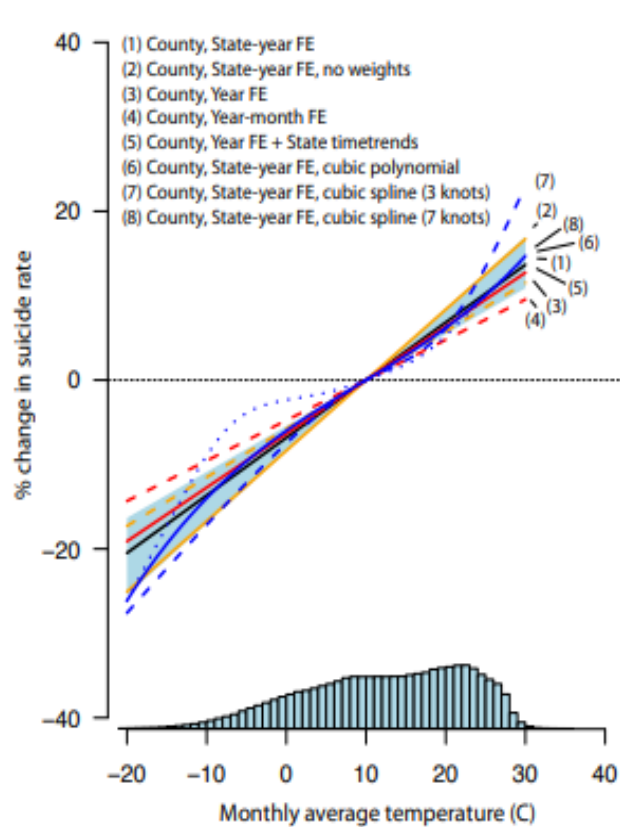 40
(1) County, State-year FE
(2) County, State-year FE, no weights
(3) County, Year FE
(4) County, Year-month FE
(5) County, Year FE + State timetrends
(6) County, State-year FE, cubic polynomial
(7) County, State-year FE, cubic spline (3 knots)
(8) County, State-year FE, cubic spline (7 knots)
(7)
(2)
(8)
(6)
(1)
(5)
(3)
(4)
20
0
−20
−40
% change in suicide rate
−20 −10 0 10 20 30 40
Monthly average temperature (C)